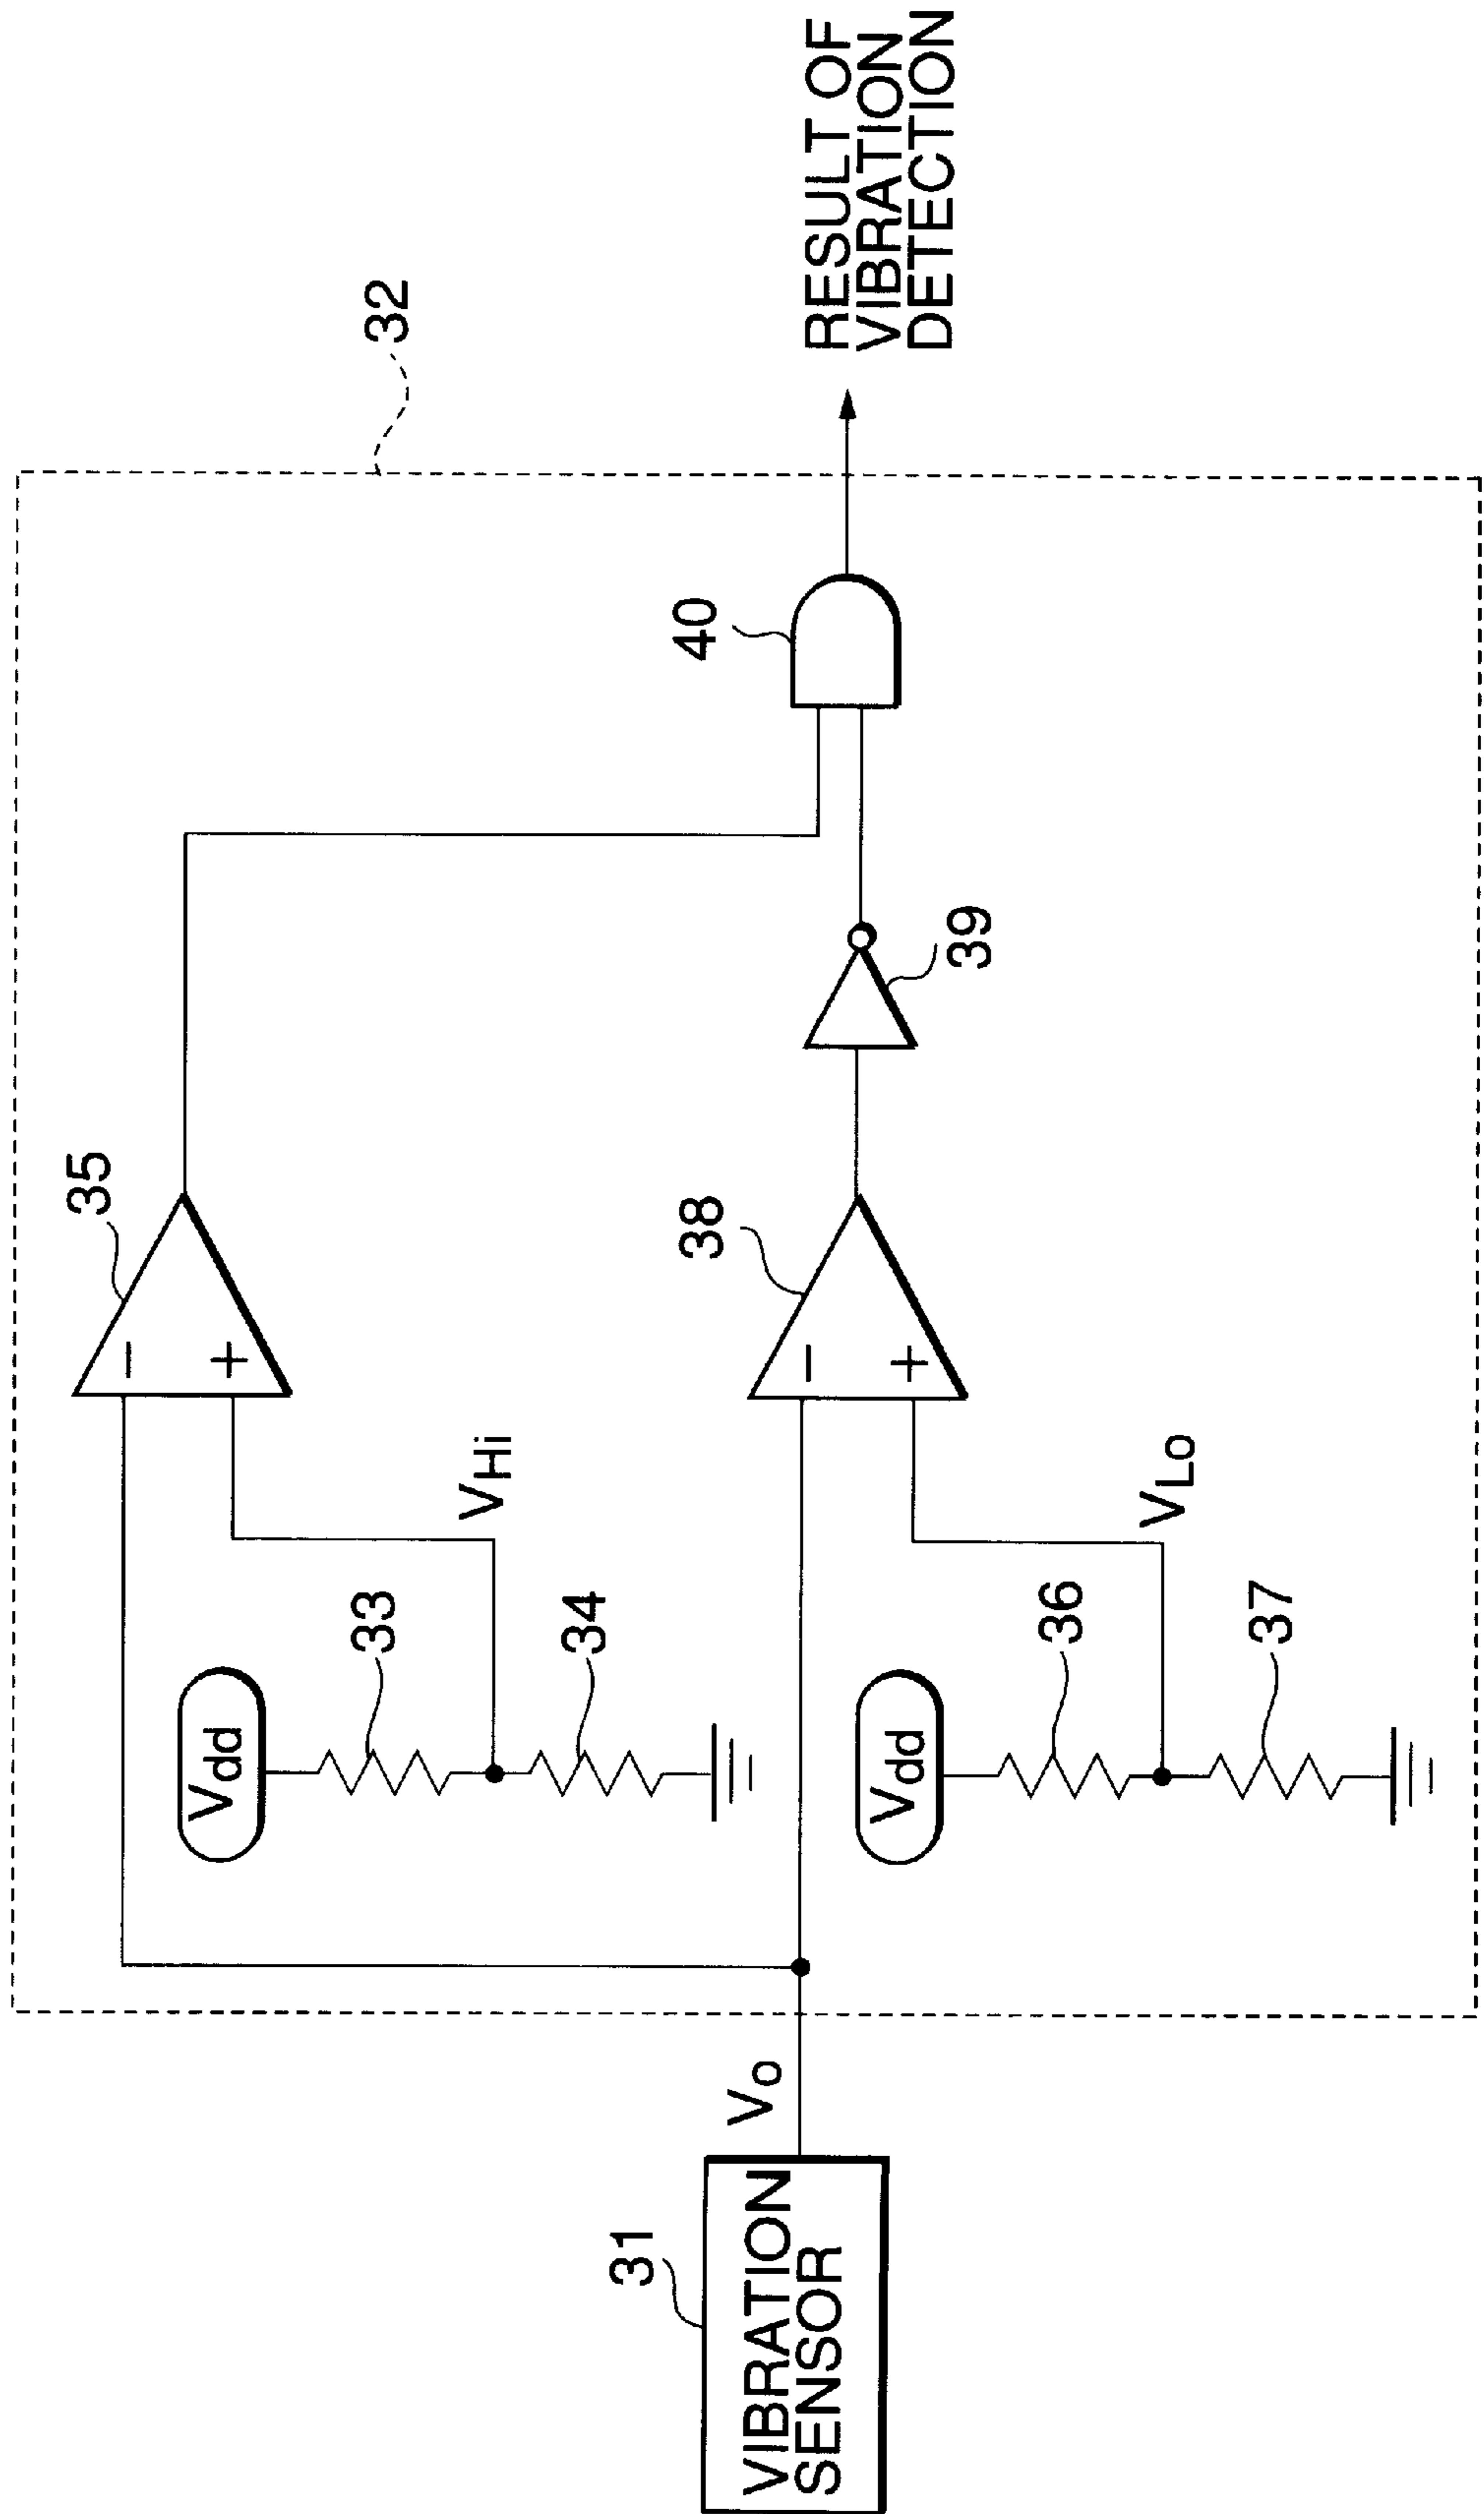 32
35
−
+
Vdd
33
VHi
34
40
RESULT OF
VIBRATION
DETECTION
31
VIBRATION
SENSOR
Vo
38
−
+
39
Vdd
36
VLo
37